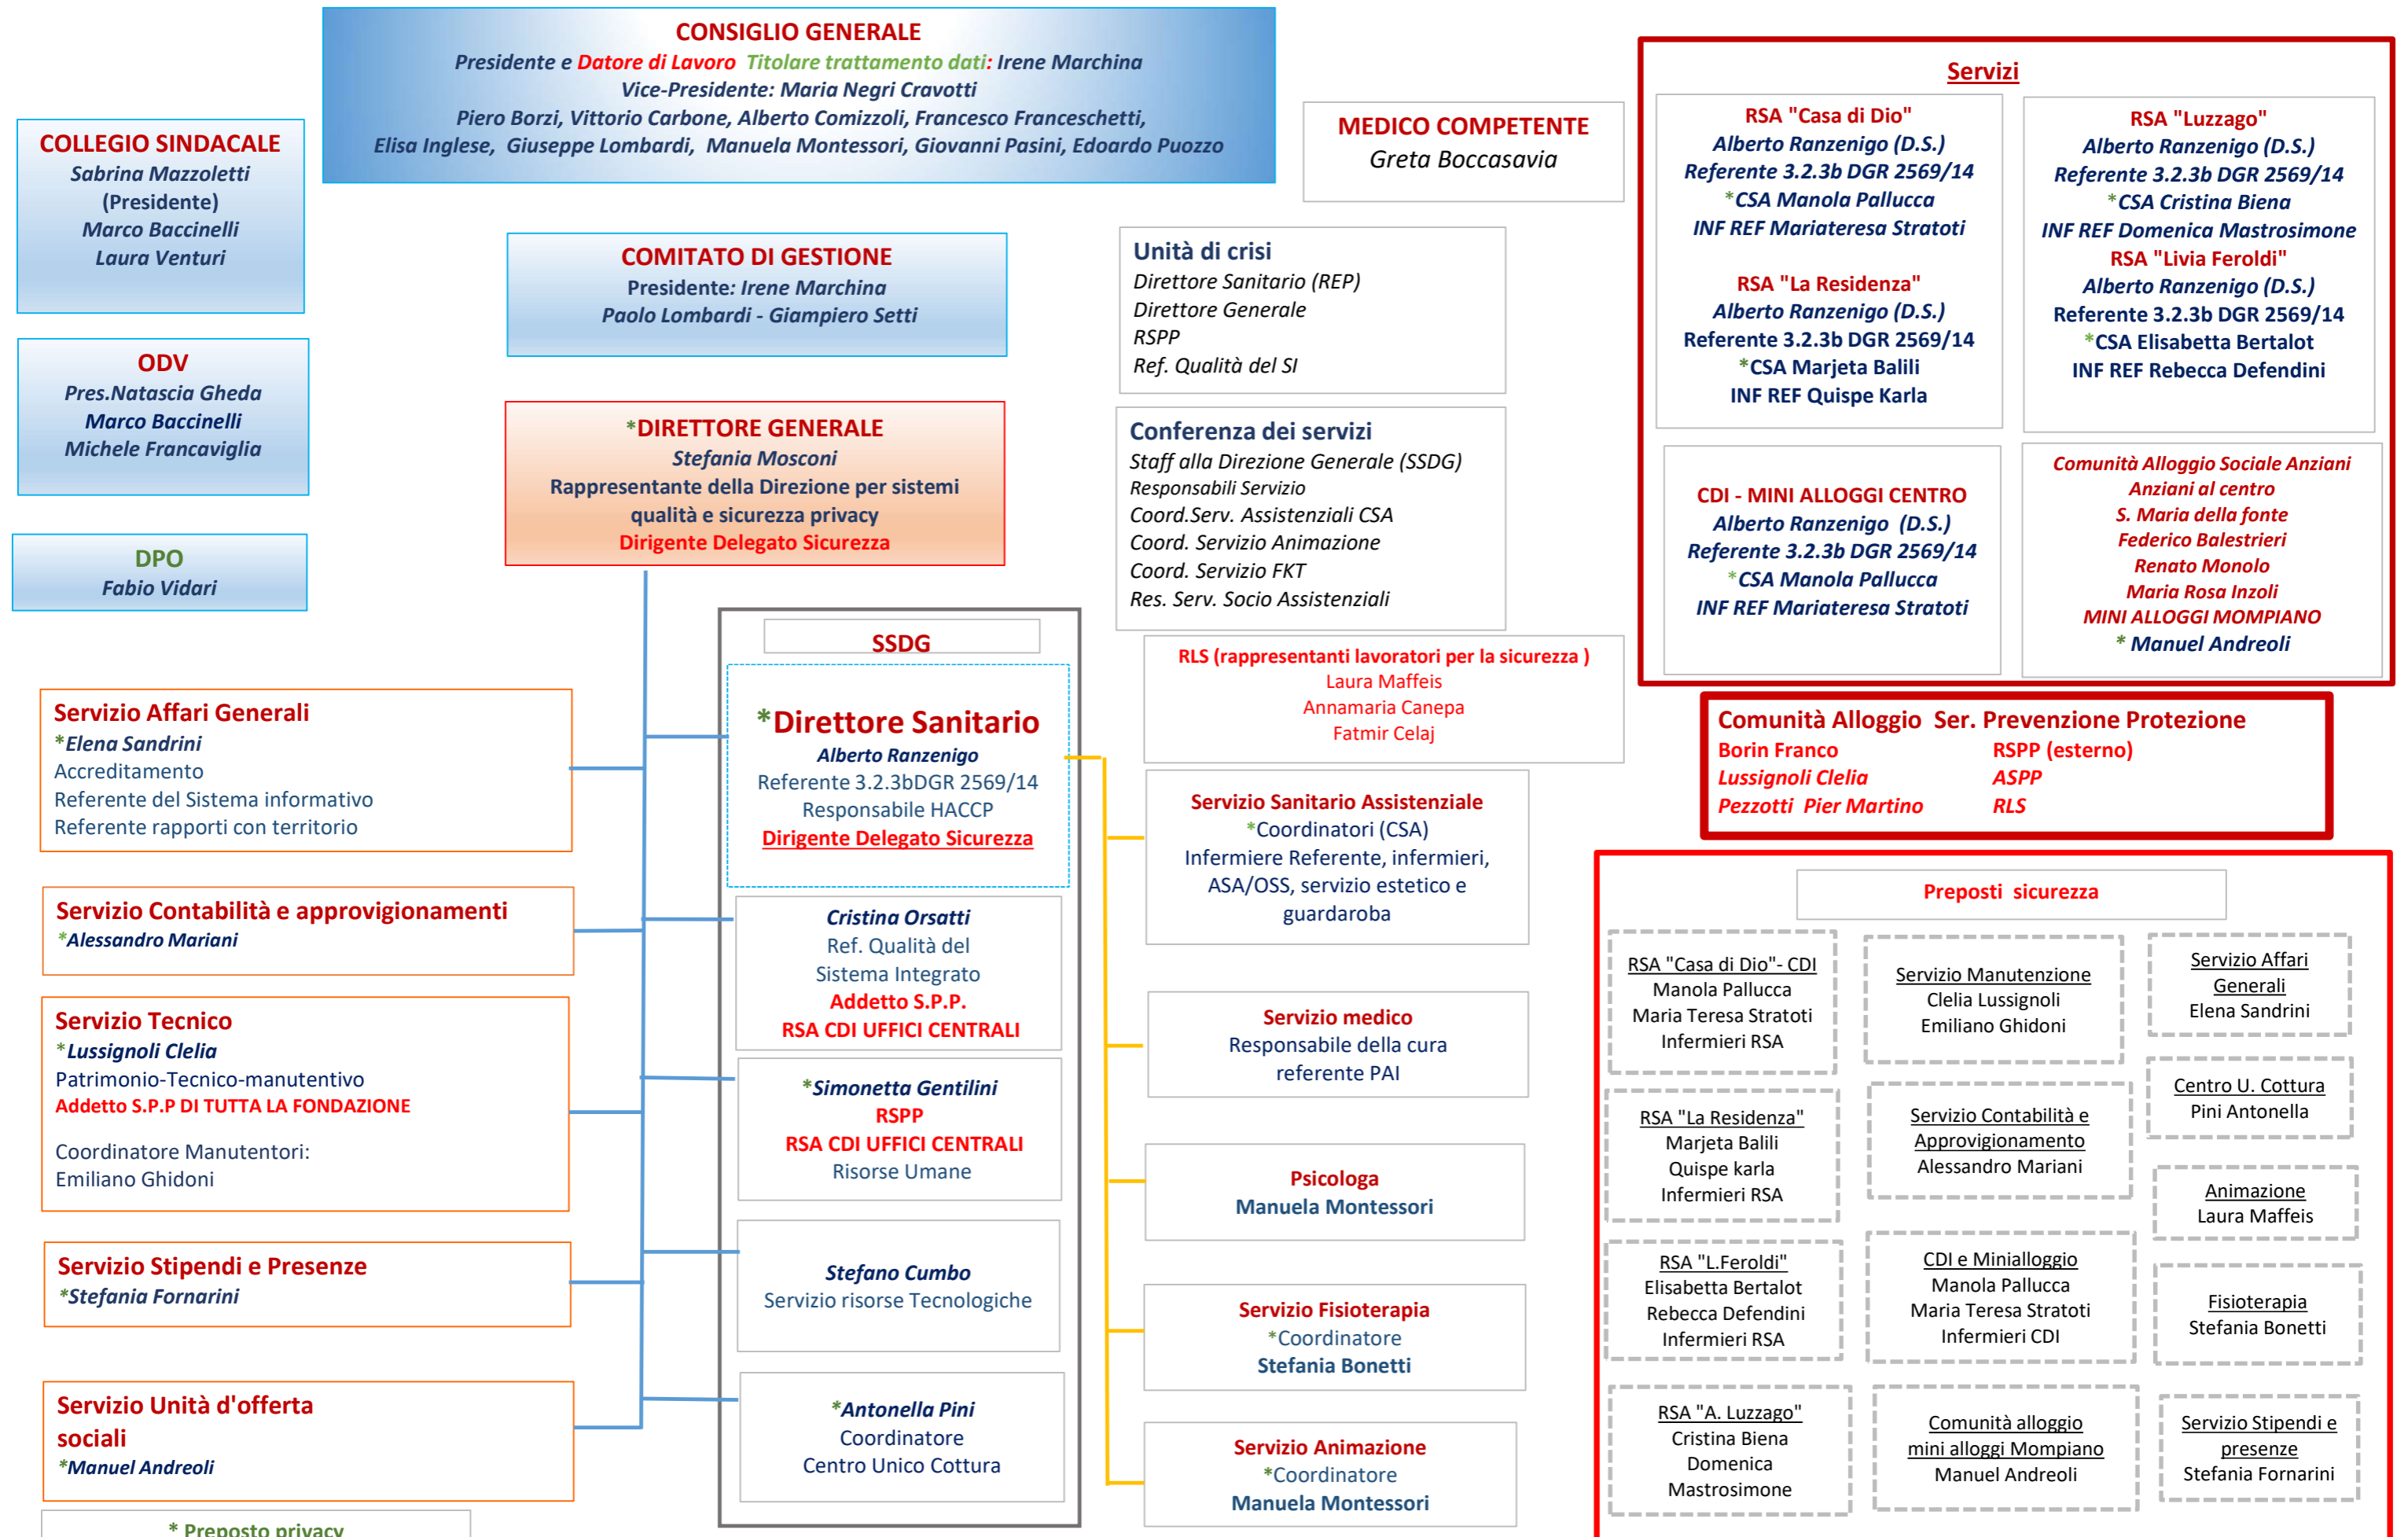 CONSIGLIO GENERALE
Presidente e Datore di Lavoro Titolare trattamento dati: Irene Marchina
Vice-Presidente: Maria Negri Cravotti
Piero Borzi, Vittorio Carbone, Alberto Comizzoli, Francesco Franceschetti,
Elisa Inglese, Giuseppe Lombardi, Manuela Montessori, Giovanni Pasini, Edoardo Puozzo
COLLEGIO SINDACALE
Sabrina Mazzoletti
(Presidente)
Marco Baccinelli
Laura Venturi
ODV
Pres.Natascia Gheda
Marco Baccinelli
Michele Francaviglia
DPO
Fabio Vidari
COMITATO DI GESTIONE
Presidente: Irene Marchina
Paolo Lombardi - Giampiero Setti
*DIRETTORE GENERALE
Stefania Mosconi
Rappresentante della Direzione per sistemi
qualità e sicurezza privacy
Dirigente Delegato Sicurezza
MEDICO COMPETENTE
Greta Boccasavia
Unità di crisi
Direttore Sanitario (REP)
Direttore Generale
RSPP
Ref. Qualità del SI
Conferenza dei servizi
Staff alla Direzione Generale (SSDG)
Responsabili Servizio
Coord.Serv. Assistenziali CSA
Coord. Servizio Animazione
Coord. Servizio FKT
Res. Serv. Socio Assistenziali
RLS (rappresentanti lavoratori per la sicurezza )
Laura Maffeis
Annamaria Canepa
Fatmir Celaj
Servizio Affari Generali
*Elena Sandrini
Accreditamento
Referente del Sistema informativo
Referente rapporti con territorio
Servizio Contabilità e approvigionamenti
*Alessandro Mariani
Servizio Tecnico
*Lussignoli Clelia
Patrimonio-Tecnico-manutentivo
Addetto S.P.P DI TUTTA LA FONDAZIONE
Coordinatore Manutentori:
Emiliano Ghidoni
Servizio Stipendi e Presenze
*Stefania Fornarini
Servizio Unità d'offerta
sociali
*Manuel Andreoli
* Preposto privacy
SSDG
*Direttore Sanitario
Alberto Ranzenigo
Referente 3.2.3bDGR 2569/14
Responsabile HACCP
Dirigente Delegato Sicurezza
Cristina Orsatti
Ref. Qualità del
Sistema Integrato
Addetto S.P.P.
RSA CDI UFFICI CENTRALI
*Simonetta Gentilini
RSPP
RSA CDI UFFICI CENTRALI
Risorse Umane
Stefano Cumbo
Servizio risorse Tecnologiche
*Antonella Pini
Coordinatore
Centro Unico Cottura
Servizio Sanitario Assistenziale
*Coordinatori (CSA)
Infermiere Referente, infermieri,
ASA/OSS, servizio estetico e
guardaroba
Servizio medico
Responsabile della cura
referente PAI
Psicologa
Manuela Montessori
Servizio Fisioterapia
*Coordinatore
Stefania Bonetti
Servizio Animazione
*Coordinatore
Manuela Montessori
Servizi
RSA "Casa di Dio"
Alberto Ranzenigo (D.S.)
Referente 3.2.3b DGR 2569/14
*CSA Manola Pallucca
INF REF Mariateresa Stratoti
RSA "La Residenza"
Alberto Ranzenigo (D.S.)
Referente 3.2.3b DGR 2569/14
*CSA Marjeta Balili
INF REF Quispe Karla
RSA "Luzzago"
Alberto Ranzenigo (D.S.)
Referente 3.2.3b DGR 2569/14
*CSA Cristina Biena
INF REF Domenica Mastrosimone
RSA "Livia Feroldi"
Alberto Ranzenigo (D.S.)
Referente 3.2.3b DGR 2569/14
*CSA Elisabetta Bertalot
INF REF Rebecca Defendini
CDI - MINI ALLOGGI CENTRO
Alberto Ranzenigo (D.S.)
Referente 3.2.3b DGR 2569/14
*CSA Manola Pallucca
INF REF Mariateresa Stratoti
Comunità Alloggio Sociale Anziani
Anziani al centro
S. Maria della fonte
Federico Balestrieri
Renato Monolo
Maria Rosa Inzoli
MINI ALLOGGI MOMPIANO
* Manuel Andreoli
Comunità Alloggio Ser. Prevenzione Protezione
Borin Franco RSPP (esterno)
Lussignoli Clelia ASPP
Pezzotti Pier Martino RLS
Preposti sicurezza
RSA "Casa di Dio"- CDI
Manola Pallucca
Maria Teresa Stratoti
Infermieri RSA
RSA "La Residenza"
Marjeta Balili
Quispe karla
Infermieri RSA
RSA "L.Feroldi"
Elisabetta Bertalot
Rebecca Defendini
Infermieri RSA
RSA "A. Luzzago"
Cristina Biena
Domenica
Mastrosimone
Servizio Manutenzione
Clelia Lussignoli
Emiliano Ghidoni
Servizio Contabilità e
Approvigionamento
Alessandro Mariani
CDI e Minialloggio
Manola Pallucca
Maria Teresa Stratoti
Infermieri CDI
Comunità alloggio
mini alloggi Mompiano
Manuel Andreoli
Servizio Affari
Generali
Elena Sandrini
Centro U. Cottura
Pini Antonella
Animazione
Laura Maffeis
Fisioterapia
Stefania Bonetti
Servizio Stipendi e
presenze
Stefania Fornarini